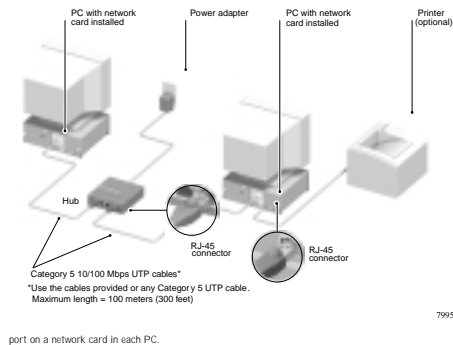 PC with network
card installed
Power adapter
PC with network
card installed
Printer
(optional)
Hub
RJ-45
connector
RJ-45
connector
Category 5 10/100 Mbps UTP cables*
*Use the cables provided or any Category 5 UTP cable.
Maximum length = 100 meters (300 feet)
7995
port on a network card in each PC.